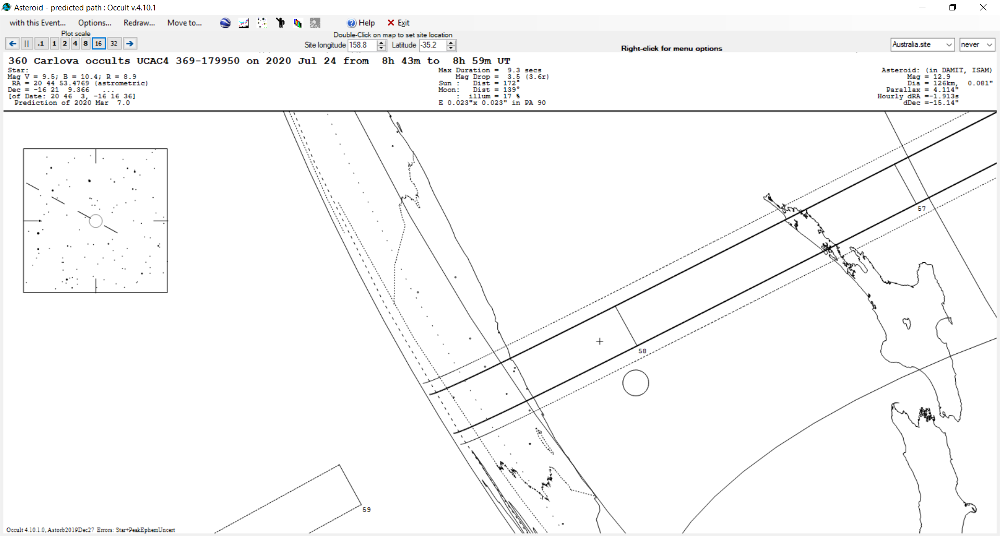 Asteroid - predicted path : Occult v.4.10.1
with this Event... Options... Redraw... Move to... Help Exit
Plot scale
.1 1 2 4 8 16 32
Double-Click on map to set site location
Site longitude 158.8 Latitude -35.2
Right-click for menu options
Australia.site never
360 Carlova occults UCAC4 369-179950 on 2020 Jul 24 from 8h 43m to 8h 59m UT
Star:
Mag V = 9.5; B = 10.4; R = 8.9
RA = 20 44 53.4769 (astrometric)
Dec = -16 21 9.366 ...
[of Date: 20 46 3, -16 16 36]
Prediction of 2020 Mar 7.0
Max Duration = 9.3 secs
Mag Drop = 3.5 (3.6r)
Sun : Dist = 172°
Moon: Dist = 139°
: illum = 17 %
E 0.023"x 0.023" in PA 90
Asteroid: (in DAMIT, ISAM)
Mag = 12.9
Dia = 126km, 0.081"
Parallax = 4.114"
Hourly dRA =-1.913s
dDec =-15.14"
57
58
59
Occult 4.10.1.0, Astorb2019Dec27 Errors: Star+PeakEphemUncert